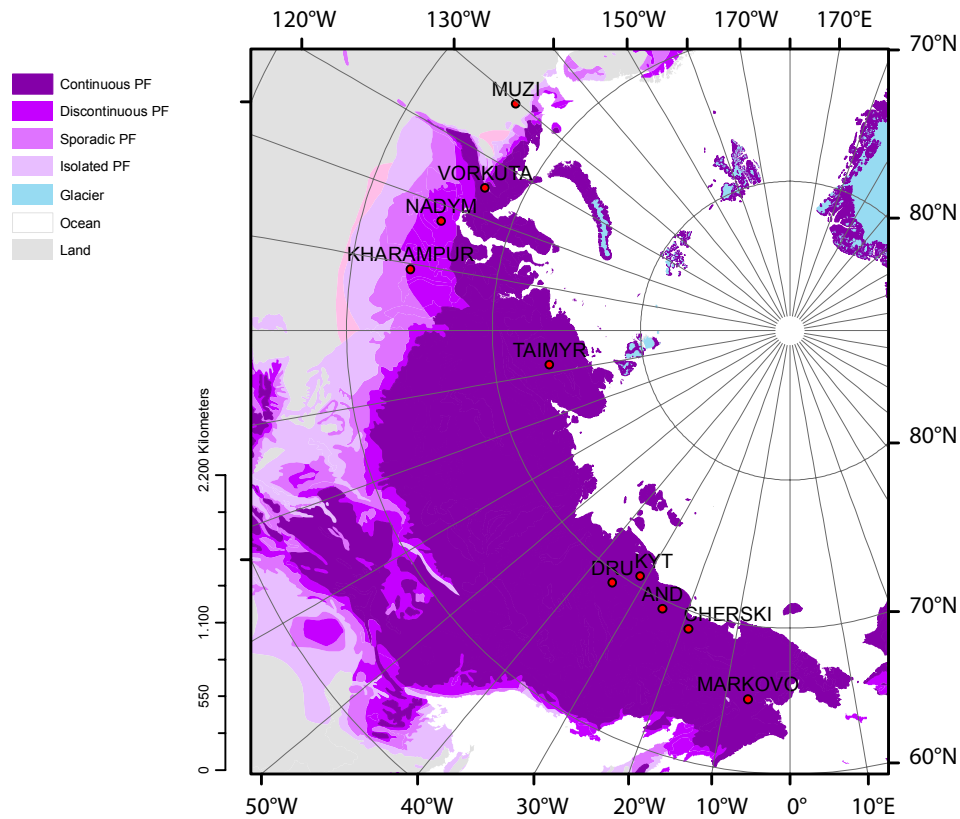 120°W 130°W 150°W 170°W 170°E
70°N
Continuous PF
Discontinuous PF
Sporadic PF
Isolated PF
Glacier
Ocean
Land
MUZI
VORKUTA
NADYM
KHARAMPUR
TAIMYR
DRU
KYT
AND
CHERSKI
MARKOVO
80°N
80°N
70°N
60°N
2.200 Kilometers
1.100
550
0
50°W 40°W 30°W 20°W 10°W 0° 10°E